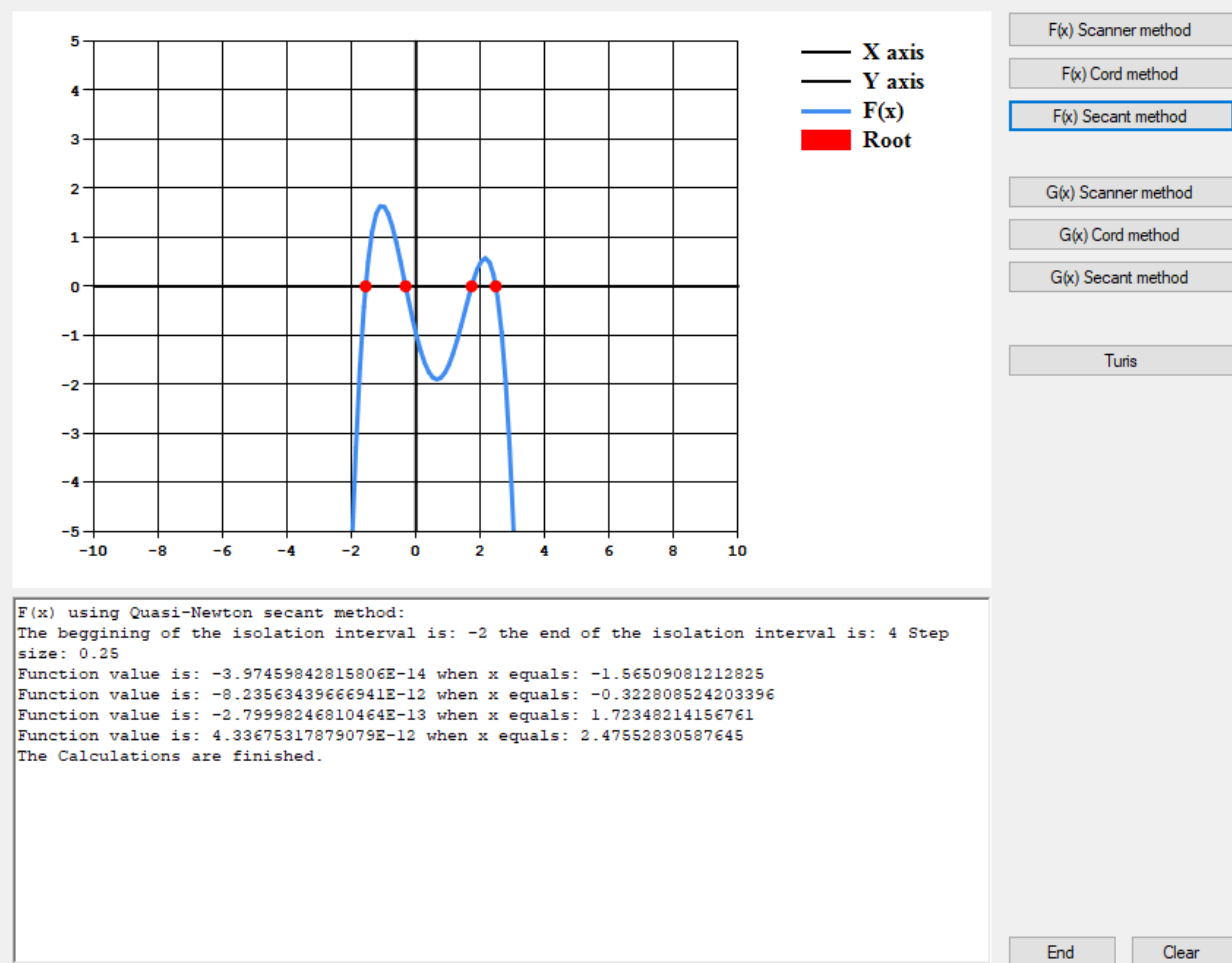 5
4
3
2
1
0
-1
-2
-3
-4
-5
-10 -8 -6 -4 -2 0 2 4 6 8 10
X axis
Y axis
F(x)
Root
F(x) Scanner method
F(x) Cord method
F(x) Secant method
G(x) Scanner method
G(x) Cord method
G(x) Secant method
Turis
F(x) using Quasi-Newton secant method:
The beggining of the isolation interval is: -2 the end of the isolation interval is: 4 Step
size: 0.25
Function value is: -3.97459842815806E-14 when x equals: -1.56509081212825
Function value is: -8.23563439666941E-12 when x equals: -0.322808524203396
Function value is: -2.79998246810464E-13 when x equals: 1.72348214156761
Function value is: 4.33675317879079E-12 when x equals: 2.47552830587645
The Calculations are finished.
End Clear